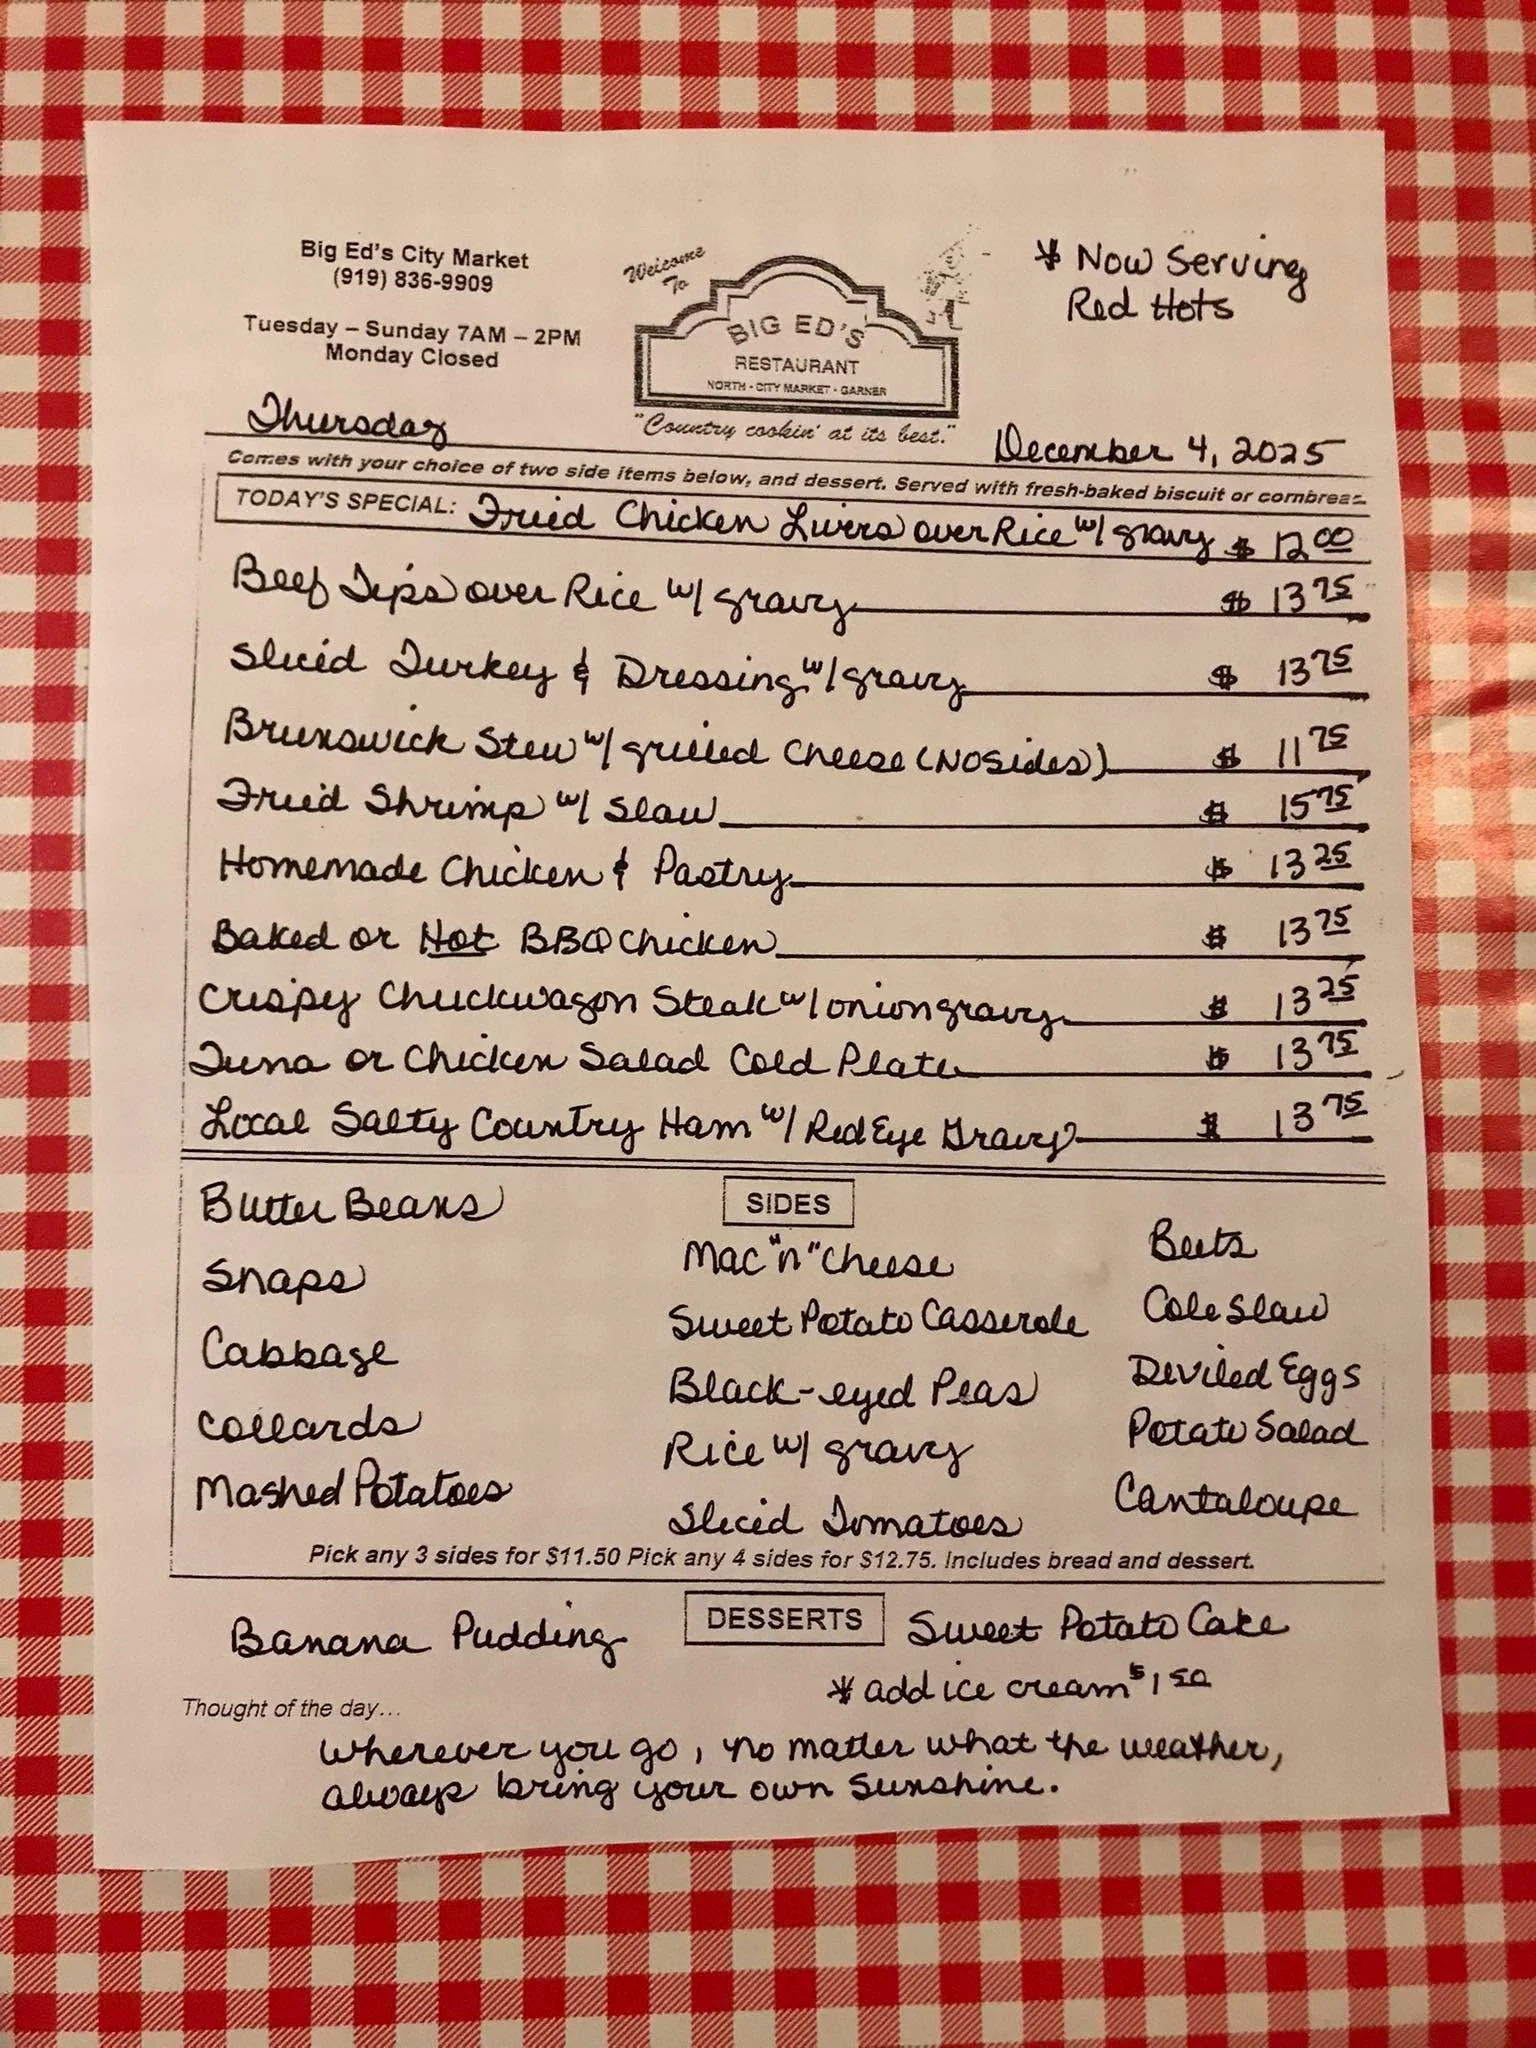 Big Ed's City Market
(919) 836-9909
Tuesday – Sunday 7AM – 2PM
Monday Closed
Welcome
To
BIG ED'S
RESTAURANT
NORTH - CITY MARKET - GARNER
"Country cookin' at its best."
* Now Serving
Red Hots
Thursday
December 4, 2025
Comes with your choice of two side items below, and dessert. Served with fresh-baked biscuit or cornbread.
TODAY'S SPECIAL: Fried Chicken Livers over Rice w/ gravy $ 12.00
Beef Tips over Rice w/ gravy $ 13.75
Sliced Turkey & Dressing w/ gravy $ 13.75
Brunswick Stew w/ grilled Cheese (No Sides) $ 11.75
Fried Shrimp w/ Slaw $ 15.75
Homemade Chicken & Pastry $ 13.25
Baked or Hot BBQ Chicken $ 13.75
Crispy Chuckwagon Steak w/ onion gravy $ 13.25
Tuna or Chicken Salad Cold Plate $ 13.75
Local Salty Country Ham w/ Red Eye Gravy $ 13.75
SIDES
Butter Beans
Snaps
Cabbage
Collards
Mashed Potatoes
Mac "n" Cheese
Sweet Potato Casserole
Black-eyed Peas
Rice w/ gravy
Sliced Tomatoes
Beets
Cole Slaw
Deviled Eggs
Potato Salad
Cantaloupe
Pick any 3 sides for $11.50 Pick any 4 sides for $12.75. Includes bread and dessert.
DESSERTS
Banana Pudding
Sweet Potato Cake
* add ice cream $1.50
Thought of the day...
Wherever you go, no matter what the weather,
always bring your own sunshine.